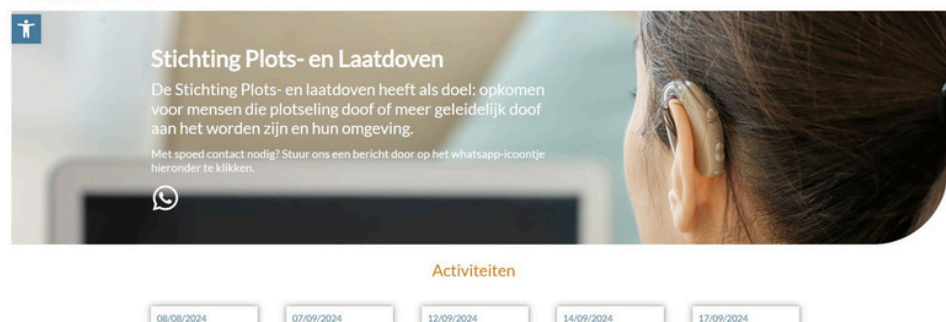 Stichting Plots- en Laatdoven
De Stichting Plots- en laatdoven heeft als doel: opkomen
voor mensen die plotseling doof of meer geleidelijk doof
aan het worden zijn en hun omgeving.
Met spoed contact nodig? Stuur ons een bericht door op het whatsapp-icoontje
hieronder te klikken.
Activiteiten
08/08/2024
07/09/2024
12/09/2024
14/09/2024
17/09/2024